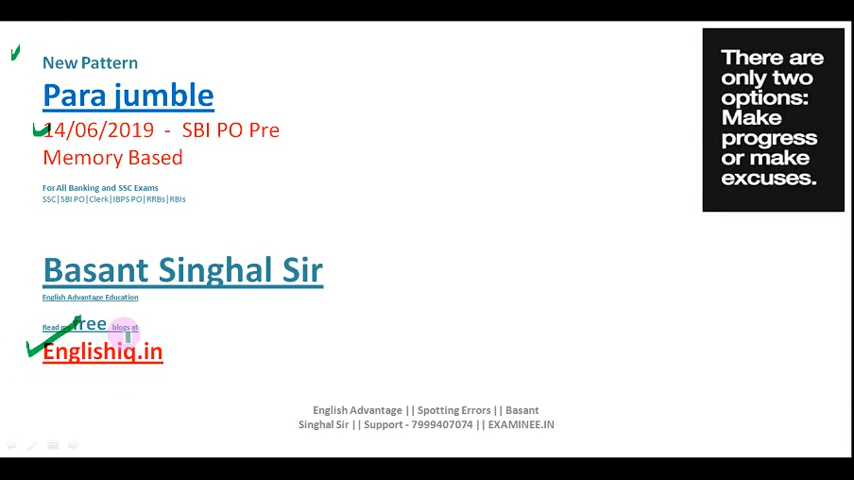 New Pattern
Para jumble
14/06/2019 - SBI PO Pre
Memory Based
For All Banking and SSC Exams
SSC|SBI PO|Clerk|IBPS PO|RRBs|RBIs
Basant Singhal Sir
English Advantage Education
Read my free blogs at
Englishiq.in
There are
only two
options:
Make
progress
or make
excuses.
English Advantage || Spotting Errors || Basant
Singhal Sir || Support - 7999407074 || EXAMINEE.IN